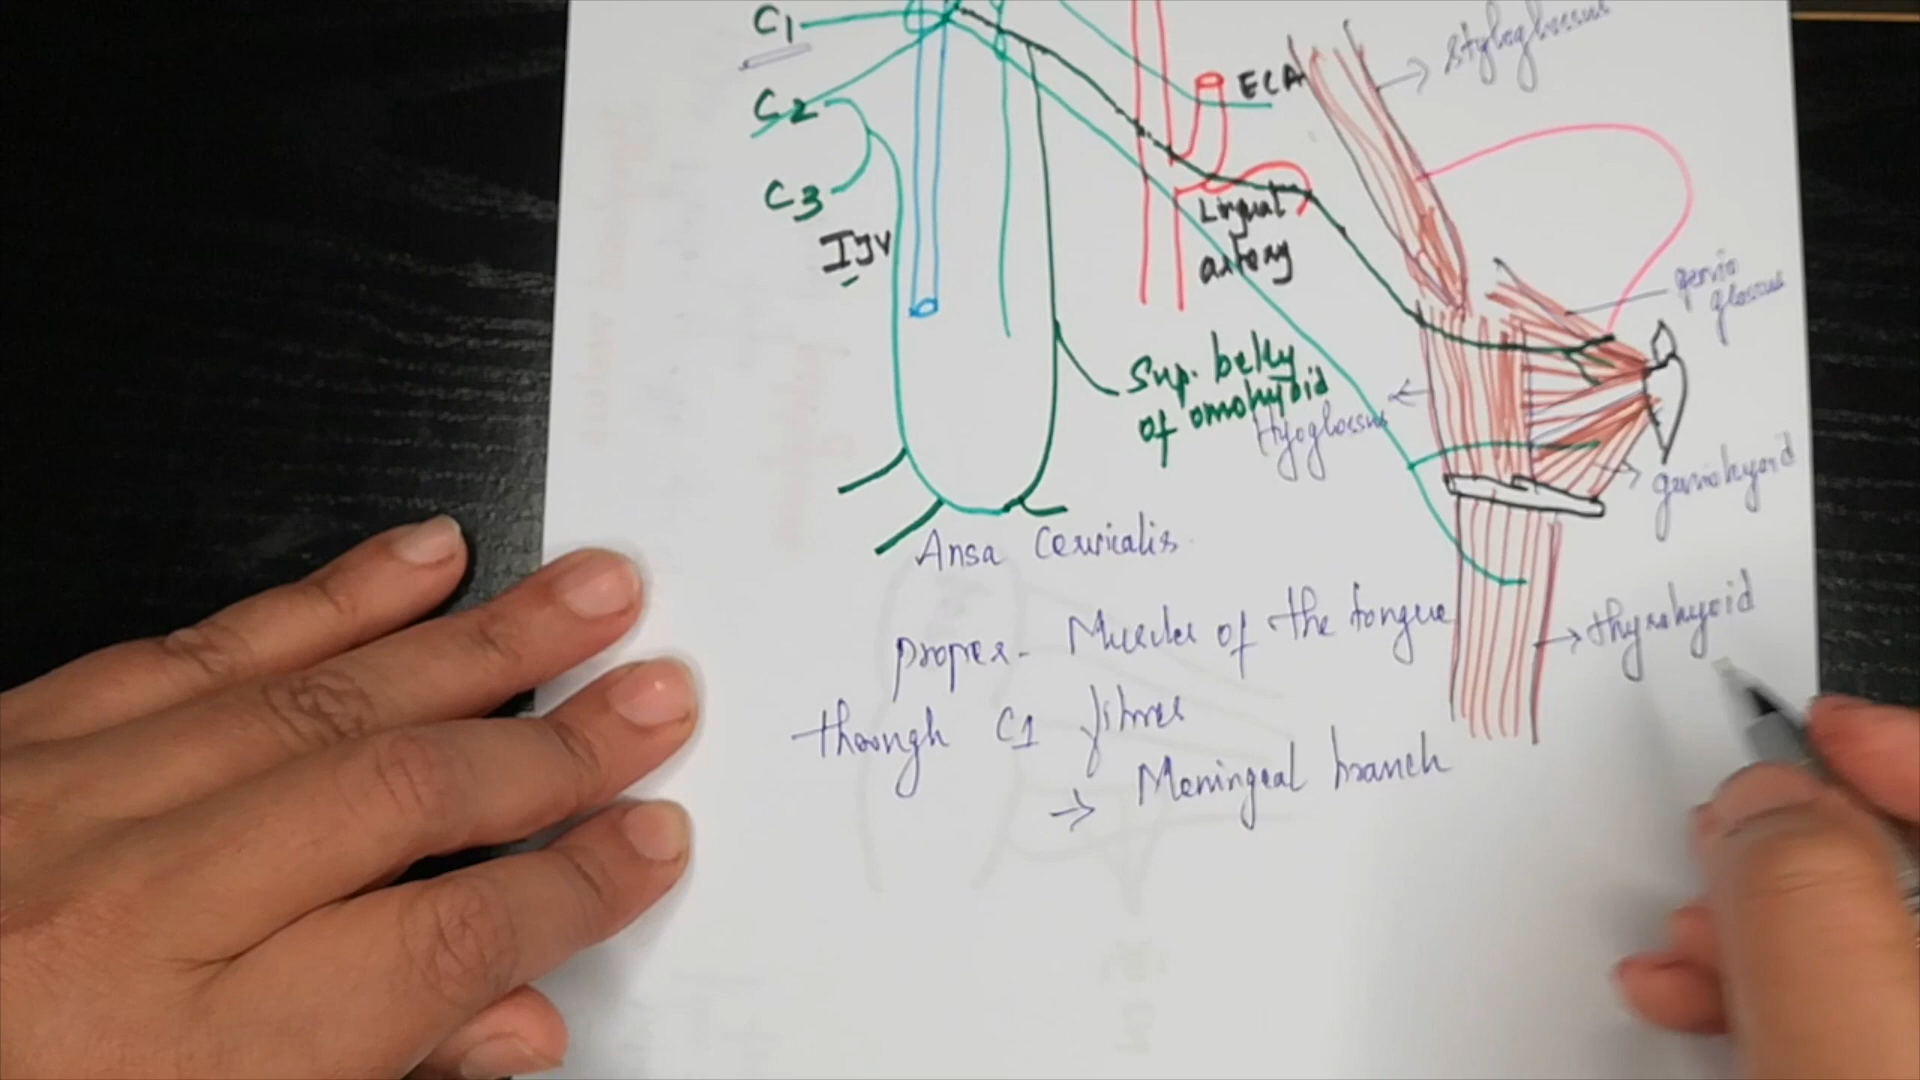 C1
styloglossus
ECA
C2
C3
Lingual
artery
IJV
genio
glossus
Sup. belly
of omohyoid
Hyoglossus
geniohyoid
Ansa Cervicalis
thyrohyoid
proper - Muscles of the tongue
through C1 fibres
→ Meningeal branch